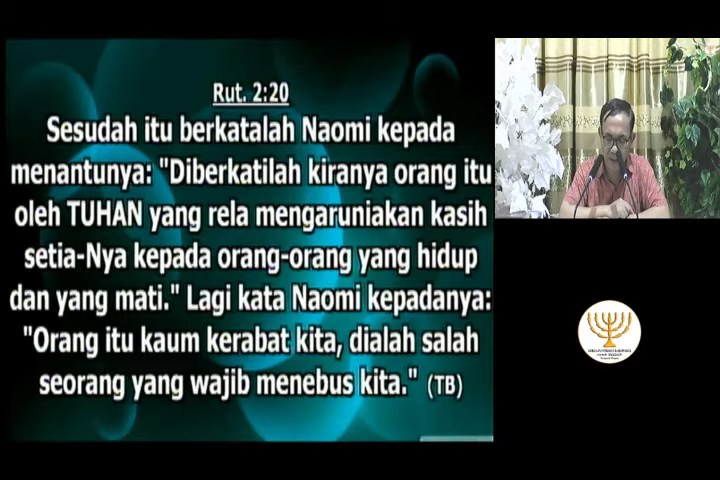 Rut. 2:20
Sesudah itu berkatalah Naomi kepada
menantunya: "Diberkatilah kiranya orang itu
oleh TUHAN yang rela mengaruniakan kasih
setia-Nya kepada orang-orang yang hidup
dan yang mati." Lagi kata Naomi kepadanya:
"Orang itu kaum kerabat kita, dialah salah
seorang yang wajib menebus kita." (TB)